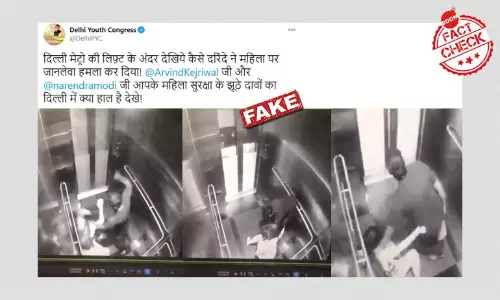 Delhi Youth Congress
@DelhiPYC
दिल्ली मेट्रो की लिफ़्ट के अंदर देखिये कैसे दरिंदे ने महिला पर
जानलेवा हमला कर दिया! @ArvindKejriwal जी और
@narendramodi जी आपके महिला सुरक्षा के झूठे दावों का
दिल्ली में क्या हाल है देखे!
FAKE
BOOM
FACT
CHECK